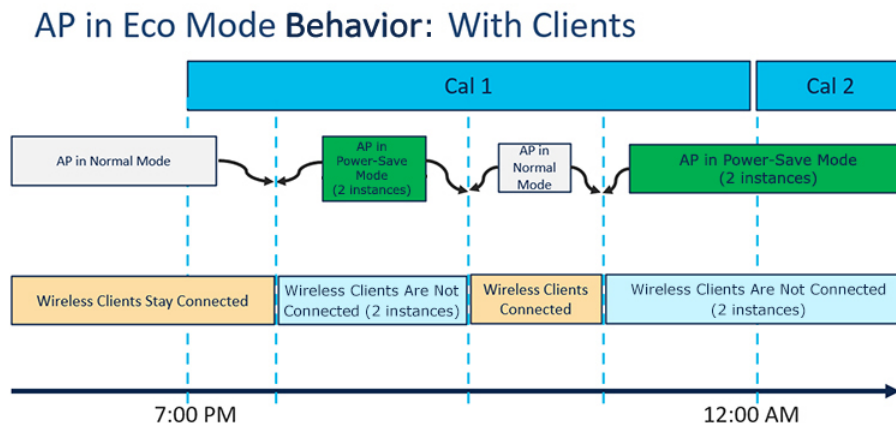 AP in Eco Mode Behavior: With Clients
Cal 1
Cal 2
AP in Normal Mode
AP in
Power-Save
Mode
(2 instances)
AP in
Normal
Mode
AP in Power-Save Mode
(2 instances)
Wireless Clients Stay Connected
Wireless Clients Are Not
Connected (2 instances)
Wireless Clients
Connected
Wireless Clients Are Not Connected
(2 instances)
7:00 PM
12:00 AM